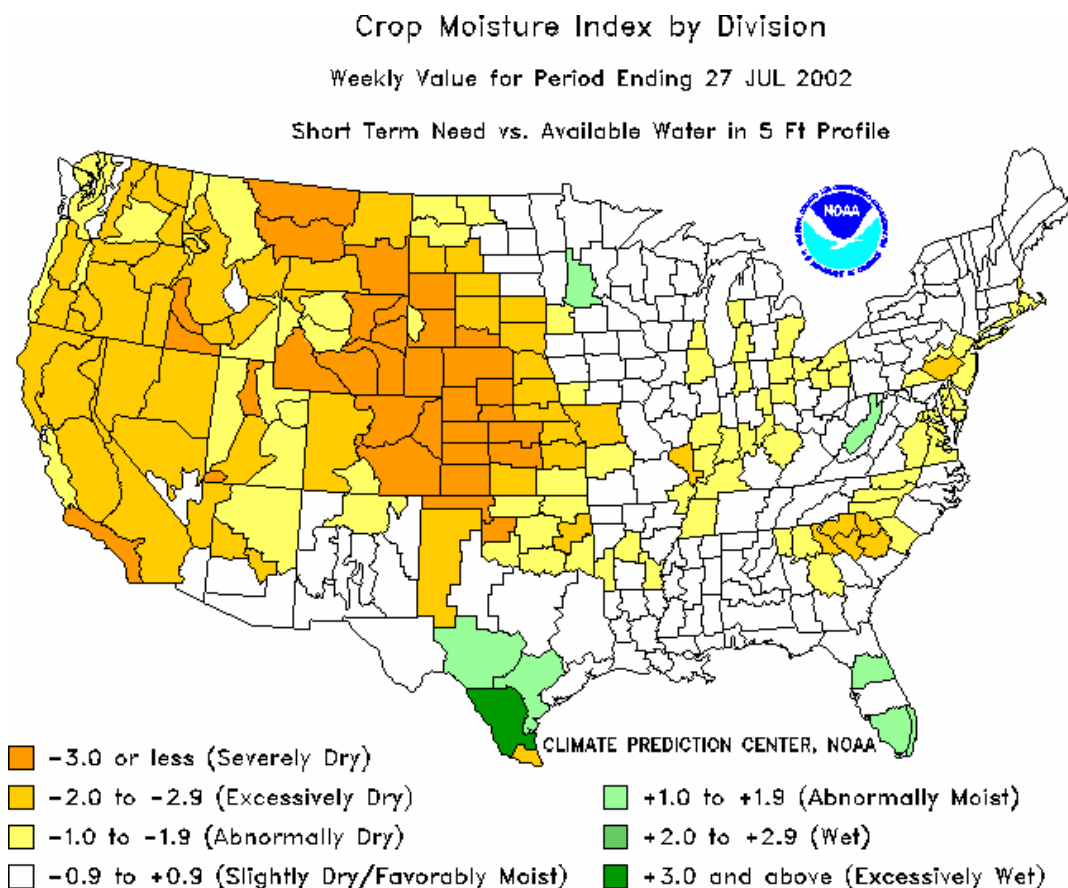 Crop Moisture Index by Division
Weekly Value for Period Ending 27 JUL 2002
Short Term Need vs. Available Water in 5 Ft Profile
NOAA
CLIMATE PREDICTION CENTER, NOAA
-3.0 or less (Severely Dry)
-2.0 to -2.9 (Excessively Dry)
-1.0 to -1.9 (Abnormally Dry)
-0.9 to +0.9 (Slightly Dry/Favorably Moist)
+1.0 to +1.9 (Abnormally Moist)
+2.0 to +2.9 (Wet)
+3.0 and above (Excessively Wet)